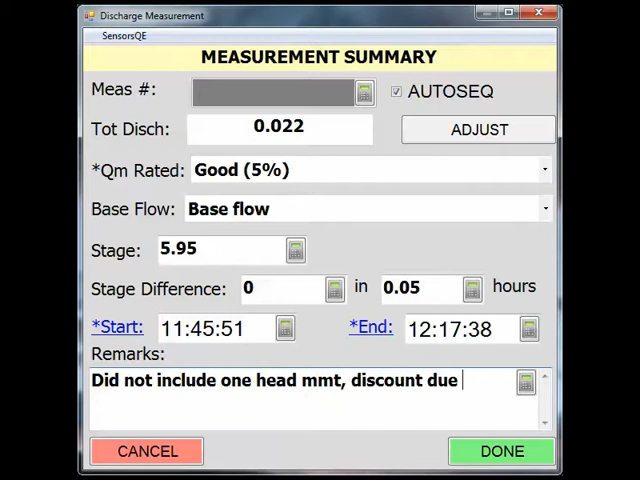 Discharge Measurement
SensorsQE
MEASUREMENT SUMMARY
Meas #:
AUTOSEQ
Tot Disch: 0.022
ADJUST
*Qm Rated: Good (5%)
Base Flow: Base flow
Stage: 5.95
Stage Difference: 0 in 0.05 hours
*Start: 11:45:51 *End: 12:17:38
Remarks:
Did not include one head mmt, discount due
CANCEL DONE